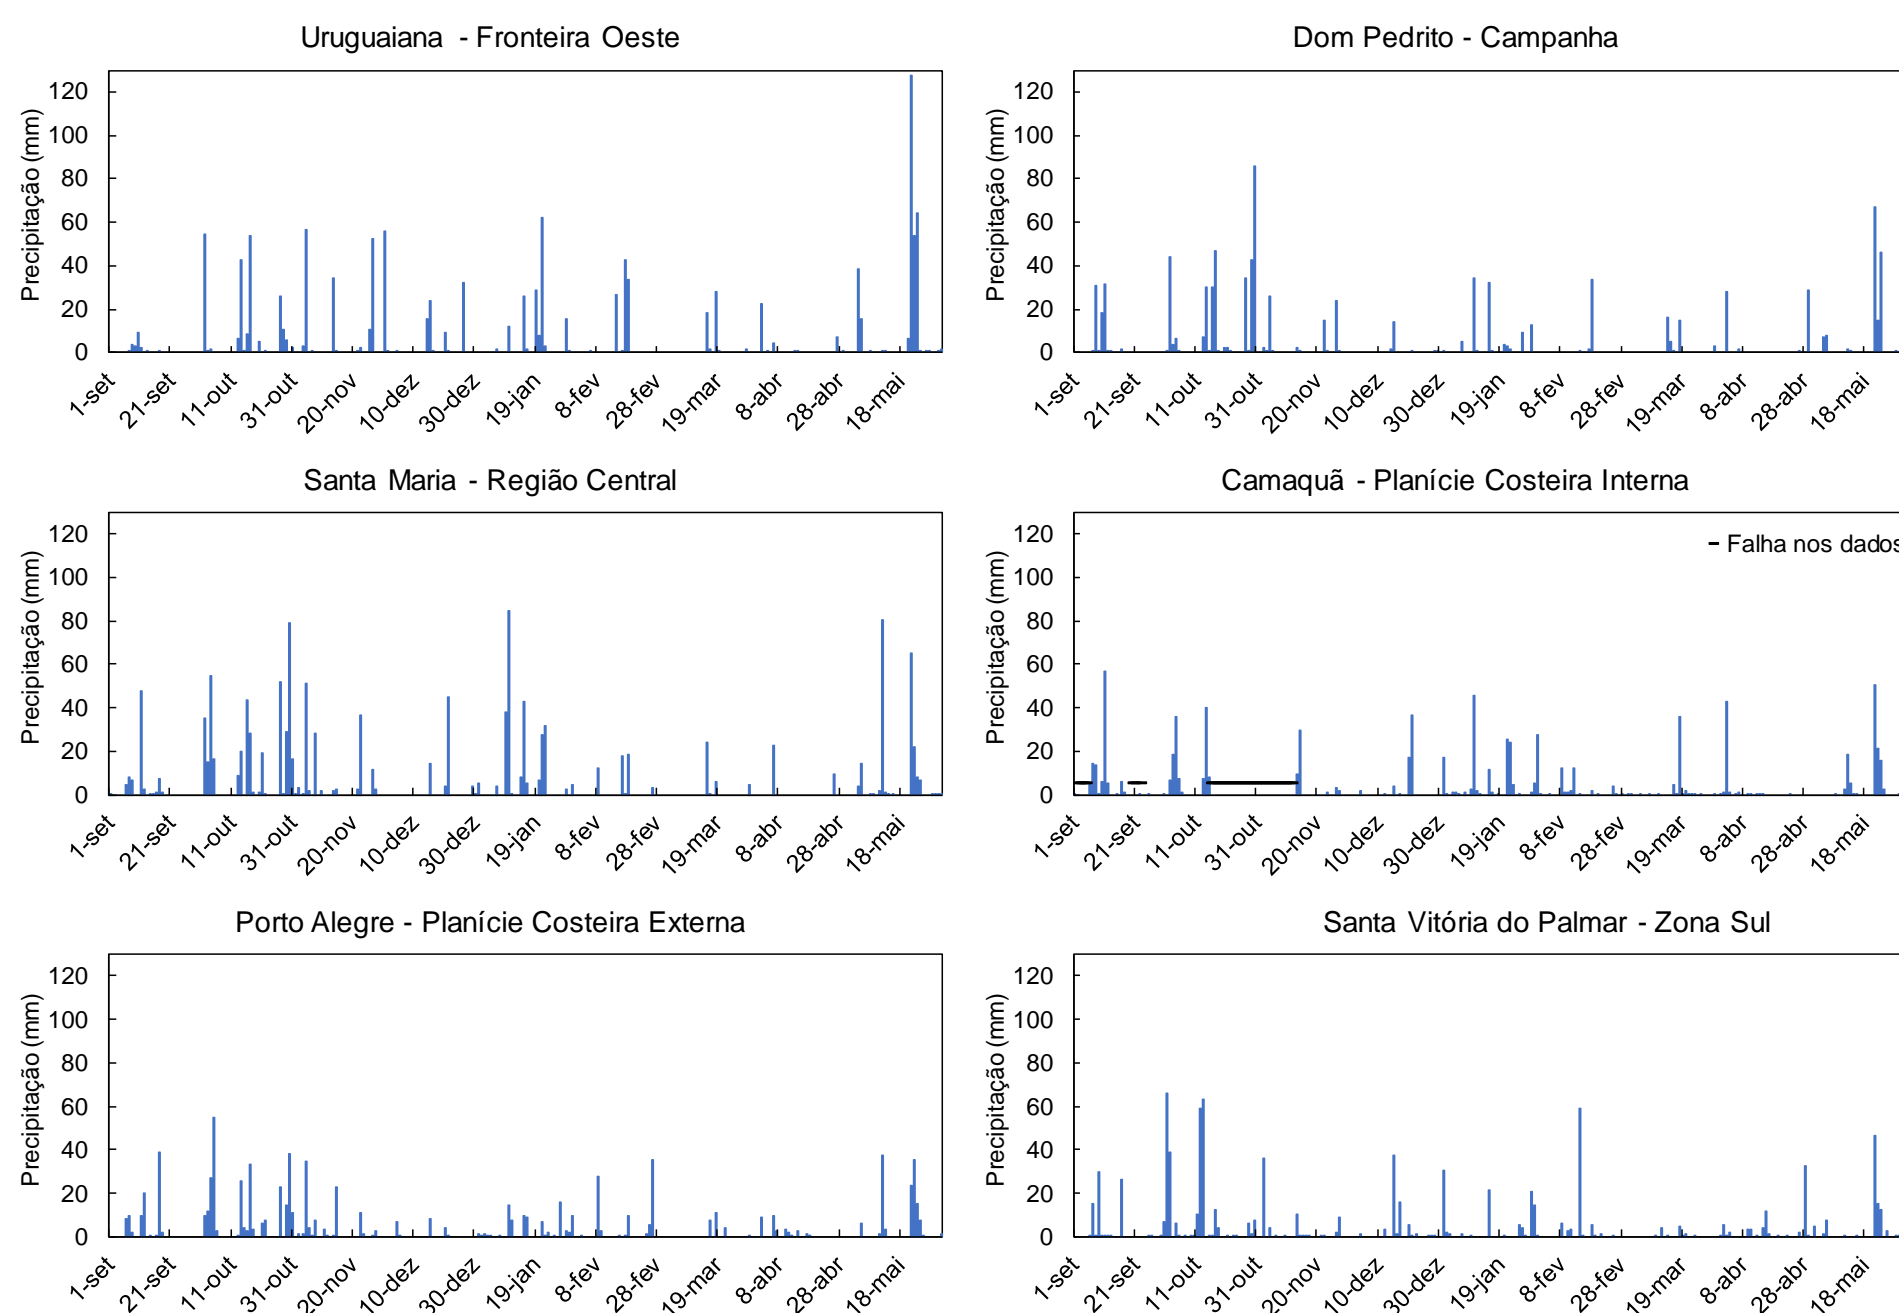 Uruguaiana - Fronteira Oeste
Precipitação (mm)
120
100
80
60
40
20
0
1-set 21-set 11-out 31-out 20-nov 10-dez 30-dez 19-jan 8-fev 28-fev 19-mar 8-abr 28-abr 18-mai
Dom Pedrito - Campanha
Precipitação (mm)
120
100
80
60
40
20
0
1-set 21-set 11-out 31-out 20-nov 10-dez 30-dez 19-jan 8-fev 28-fev 19-mar 8-abr 28-abr 18-mai
Santa Maria - Região Central
Precipitação (mm)
120
100
80
60
40
20
0
1-set 21-set 11-out 31-out 20-nov 10-dez 30-dez 19-jan 8-fev 28-fev 19-mar 8-abr 28-abr 18-mai
Camaquã - Planície Costeira Interna
Precipitação (mm)
120
100
80
60
40
20
0
Falha nos dados
1-set 21-set 11-out 31-out 20-nov 10-dez 30-dez 19-jan 8-fev 28-fev 19-mar 8-abr 28-abr 18-mai
Porto Alegre - Planície Costeira Externa
Precipitação (mm)
120
100
80
60
40
20
0
1-set 21-set 11-out 31-out 20-nov 10-dez 30-dez 19-jan 8-fev 28-fev 19-mar 8-abr 28-abr 18-mai
Santa Vitória do Palmar - Zona Sul
Precipitação (mm)
120
100
80
60
40
20
0
1-set 21-set 11-out 31-out 20-nov 10-dez 30-dez 19-jan 8-fev 28-fev 19-mar 8-abr 28-abr 18-mai